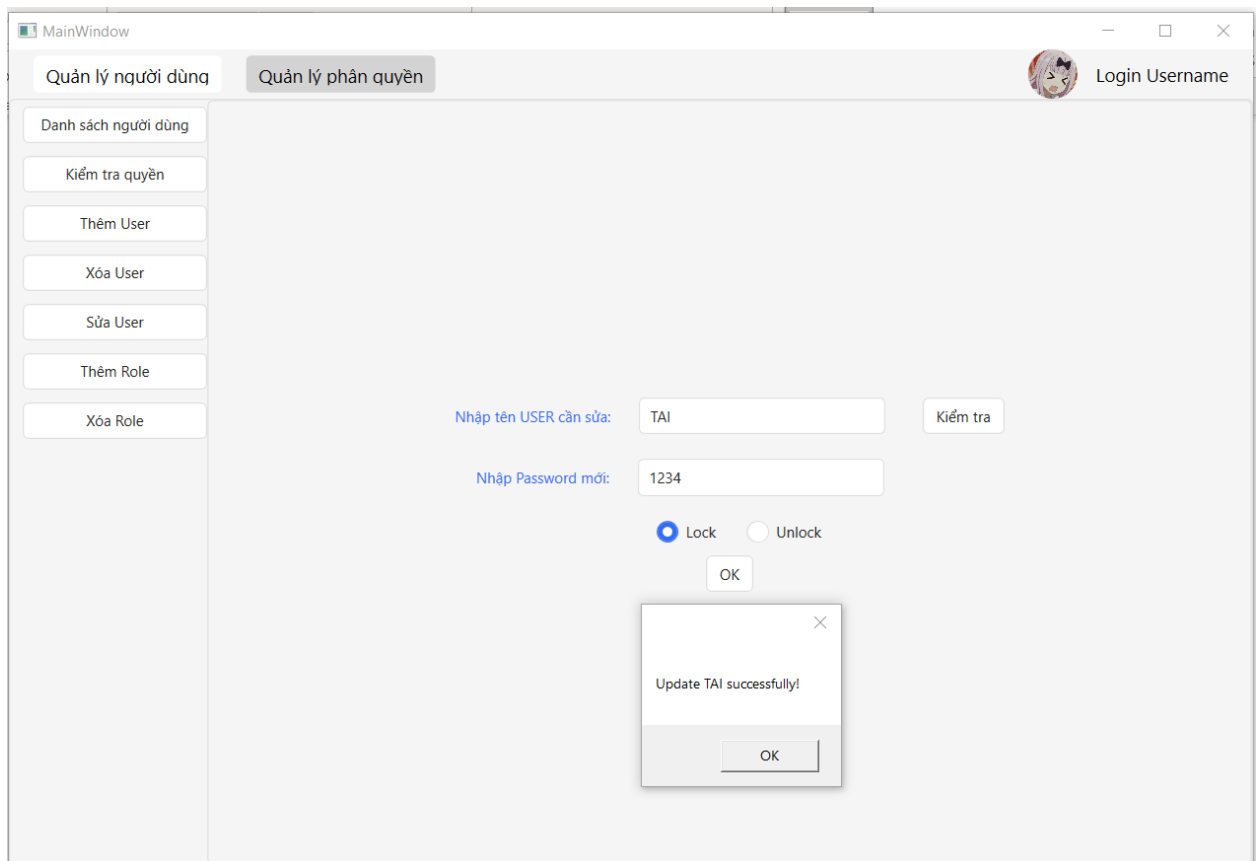 MainWindow
Quản lý người dùng Quản lý phân quyền Login Username
Danh sách người dùng
Kiểm tra quyền
Thêm User
Xóa User
Sửa User
Thêm Role
Xóa Role
Nhập tên USER cần sửa: TAI Kiểm tra
Nhập Password mới: 1234
Lock Unlock
OK
Update TAI successfully!
OK